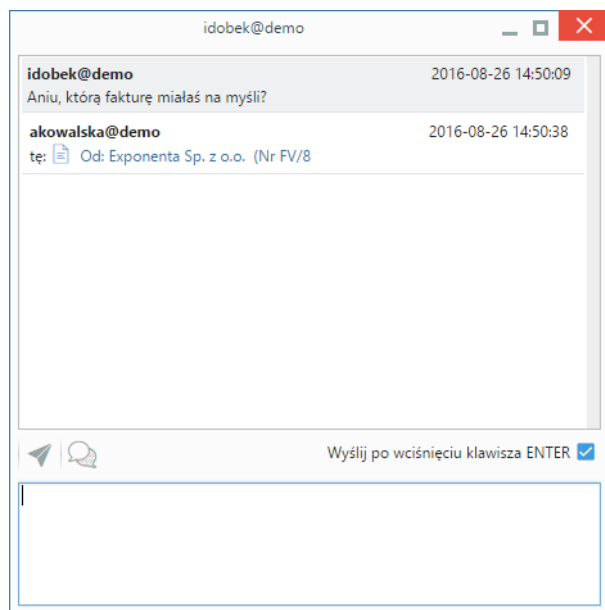 idobek@demo
idobek@demo 2016-08-26 14:50:09
Aniu, którą fakturę miałaś na myśli?
akowalska@demo 2016-08-26 14:50:38
tę: Od: Exponenta Sp. z o.o. (Nr FV/8
Wyślij po wciśnięciu klawisza ENTER